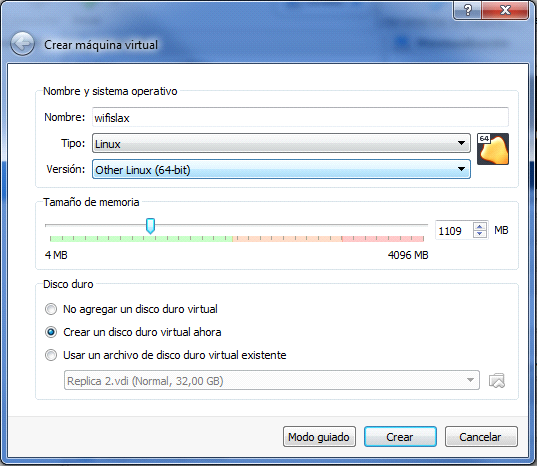 Crear máquina virtual
Nombre y sistema operativo
Nombre: wifislax
Tipo: Linux
64
Versión: Other Linux (64-bit)
Tamaño de memoria
1109 MB
4 MB 4096 MB
Disco duro
No agregar un disco duro virtual
Crear un disco duro virtual ahora
Usar un archivo de disco duro virtual existente
Replica 2.vdi (Normal, 32,00 GB)
Modo guiado Crear Cancelar